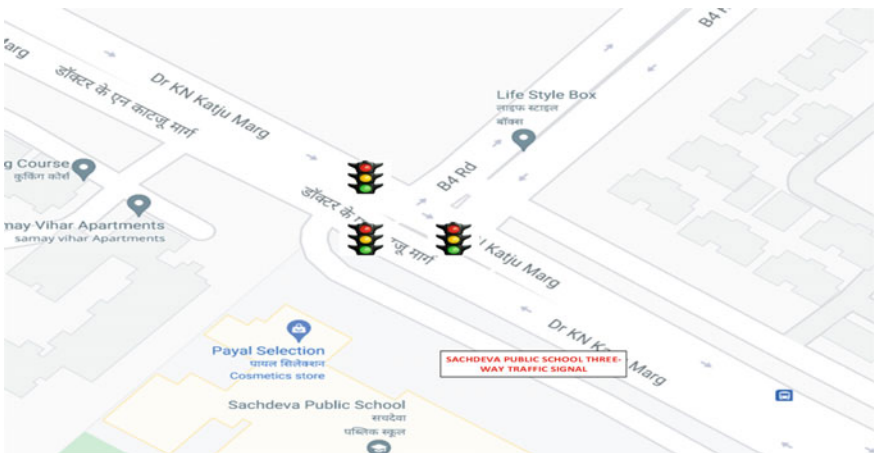 B4 M
Marg
Dr KN Katju Marg
डॉक्टर के एन काटजू मार्ग
Life Style Box
लाइफ स्टाइल
बॉक्स
g Course
कुकिंग कोर्स
B4 Rd
may Vihar Apartments
samay vihar Apartments
डॉक्टर के
जू मार्ग
Katju Marg
Dr KN K
Marg
Payal Selection
पायल सिलेक्शन
Cosmetics store
SACHDEVA PUBLIC SCHOOL THREE-
WAY TRAFFIC SIGNAL
Sachdeva Public School
सचदेवा
पब्लिक स्कूल